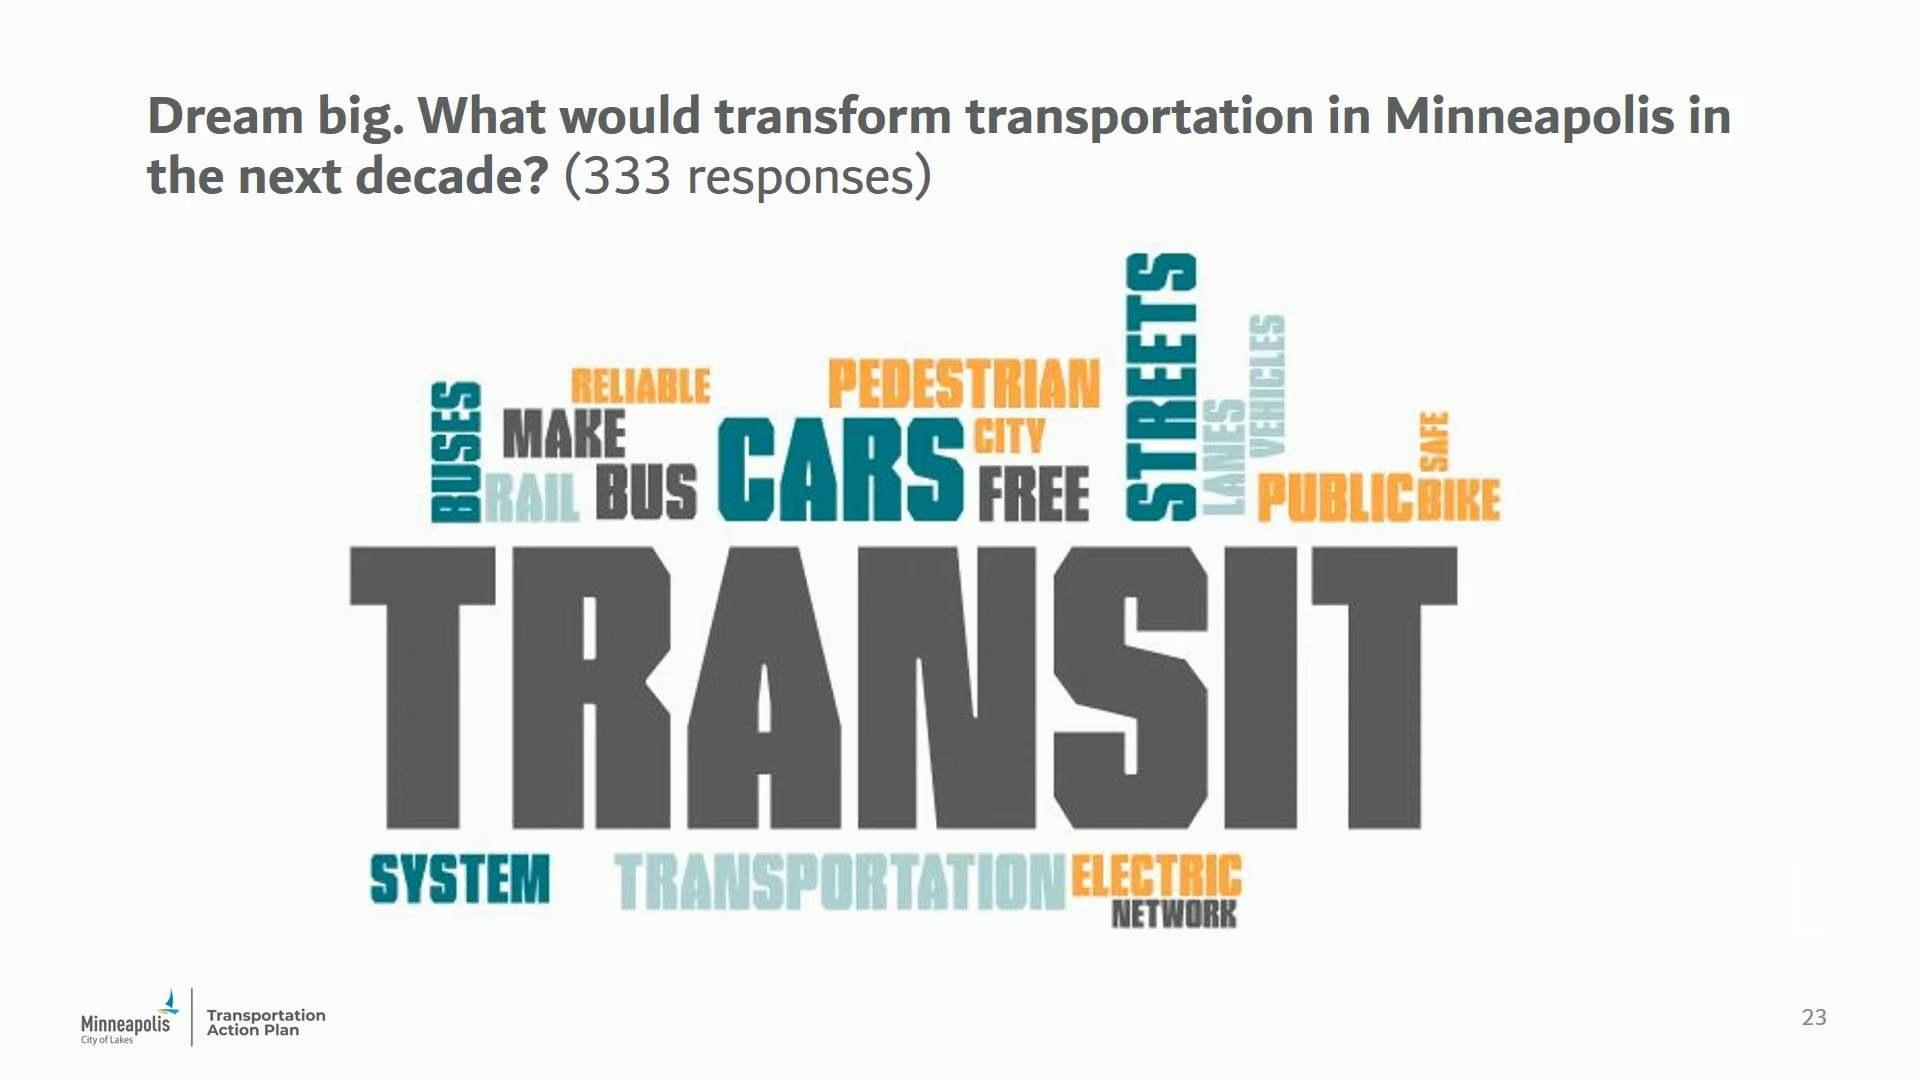 Dream big. What would transform transportation in Minneapolis in
the next decade? (333 responses)
STREETS
VEHICLES
RELIABLE
PEDESTRIAN
BUSES
MAKE
CARS
CITY
LANES
SAFE
RAIL
BUS
FREE
PUBLIC
BIKE
TRANSIT
SYSTEM
TRANSPORTATION
ELECTRIC
NETWORK
Minneapolis
City of Lakes
Transportation
Action Plan
23